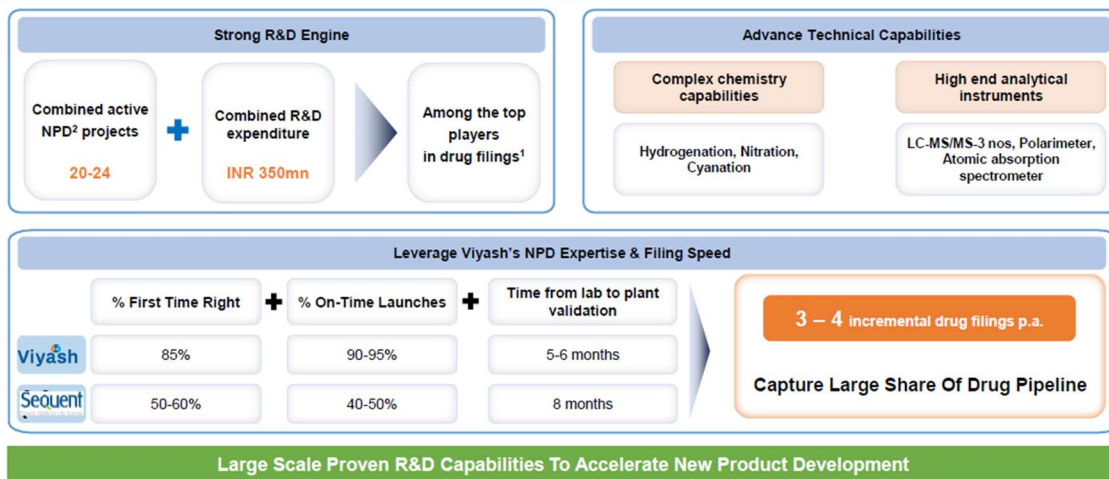 Strong R&D Engine
Combined active
NPD² projects
20-24
Combined R&D
expenditure
INR 350mn
Among the top
players
in drug filings¹
Advance Technical Capabilities
Complex chemistry
capabilities
Hydrogenation, Nitration,
Cyanation
High end analytical
instruments
LC-MS/MS-3 nos, Polarimeter,
Atomic absorption
spectrometer
Leverage Viyash's NPD Expertise & Filing Speed
% First Time Right
% On-Time Launches
Time from lab to plant
validation
Viyash
85%
90-95%
5-6 months
Sequent
50-60%
40-50%
8 months
3 – 4 incremental drug filings p.a.
Capture Large Share Of Drug Pipeline
Large Scale Proven R&D Capabilities To Accelerate New Product Development